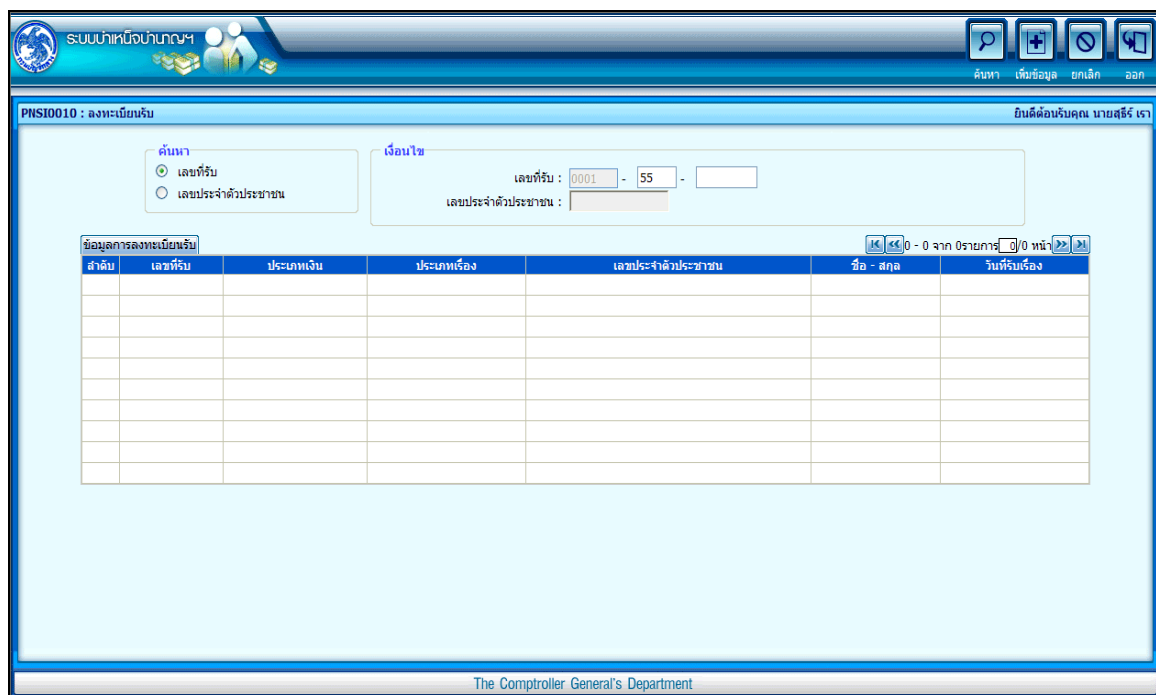 ระบบบำเหน็จบำนาญฯ
ค้นหา เพิ่มข้อมูล ยกเลิก ออก
PNSI0010 : ลงทะเบียนรับ ยินดีต้อนรับคุณ นายสุธีร์ เรา
ค้นหา เงื่อนไข
เลขที่รับ
เลขประจำตัวประชาชน
เลขที่รับ : 0001 - 55 -
เลขประจำตัวประชาชน :
ข้อมูลการลงทะเบียนรับ 0 - 0 จาก 0รายการ 0/0 หน้า
ลำดับ เลขที่รับ ประเภทเงิน ประเภทเรื่อง เลขประจำตัวประชาชน ชื่อ - สกุล วันที่รับเรื่อง
The Comptroller General's Department